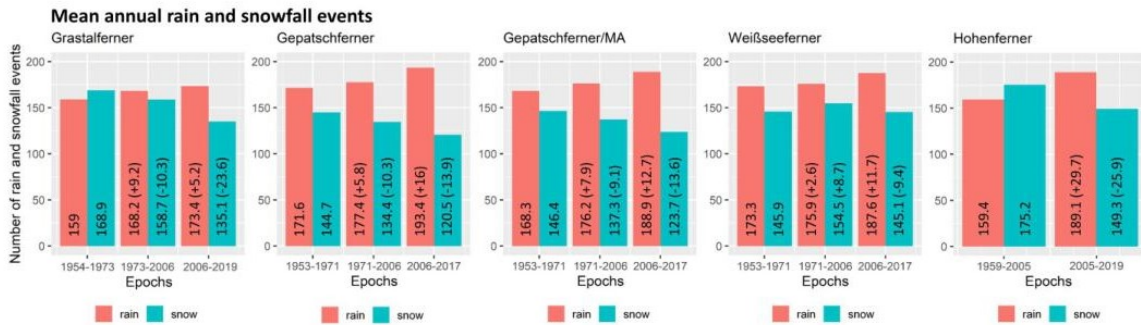 Mean annual rain and snowfall events
Number of rain and snowfall events
Grastalferner
200
150
100
50
0
159
168.9
168.2 (+9.2)
158.7 (-10.3)
173.4 (+5.2)
135.1 (-23.6)
1954-1973 1973-2006 2006-2019
Epochs
rain snow
Gepatschferner
200
150
100
50
0
171.6
144.7
177.4 (+5.8)
134.4 (-10.3)
193.4 (+16)
120.5 (-13.9)
1953-1971 1971-2006 2006-2017
Epochs
rain snow
Gepatschferner/MA
200
150
100
50
0
168.3
146.4
176.2 (+7.9)
137.3 (-9.1)
188.9 (+12.7)
123.7 (-13.6)
1953-1971 1971-2006 2006-2017
Epochs
rain snow
Weißseeferner
200
150
100
50
0
173.3
145.9
175.9 (+2.6)
154.5 (+8.7)
187.6 (+11.7)
145.1 (-9.4)
1953-1971 1971-2006 2006-2017
Epochs
rain snow
Hohenferner
200
150
100
50
0
159.4
175.2
189.1 (+29.7)
149.3 (-25.9)
1959-2005 2005-2019
Epochs
rain snow